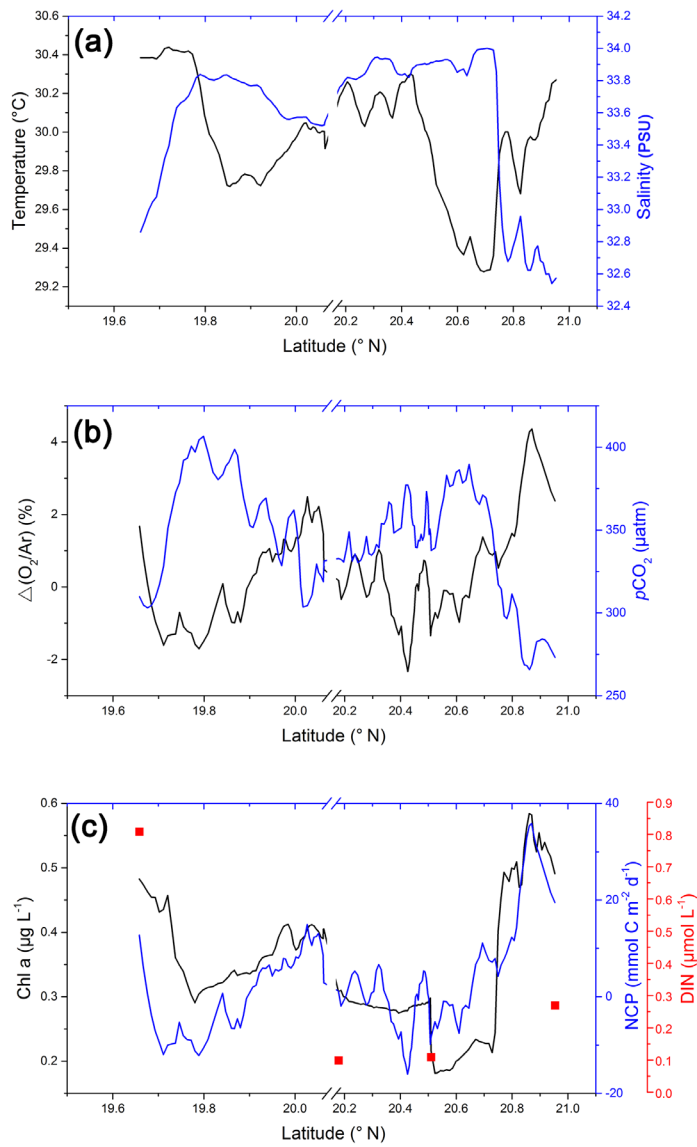 (a)
30.6
30.4
30.2
30.0
29.8
29.6
29.4
29.2
Temperature (°C)
34.2
34.0
33.8
33.6
33.4
33.2
33.0
32.8
32.6
32.4
Salinity (PSU)
19.6 19.8 20.0 20.2 20.4 20.6 20.8 21.0
Latitude (° N)
(b)
4
2
0
-2
△(O₂/Ar) (%)
400
350
300
250
pCO₂ (µatm)
19.6 19.8 20.0 20.2 20.4 20.6 20.8 21.0
Latitude (° N)
(c)
0.6
0.5
0.4
0.3
0.2
Chl a (µg L⁻¹)
40
20
0
-20
NCP (mmol C m⁻² d⁻¹)
0.9
0.8
0.7
0.6
0.5
0.4
0.3
0.2
0.1
0.0
DIN (µmol L⁻¹)
19.6 19.8 20.0 20.2 20.4 20.6 20.8 21.0
Latitude (° N)